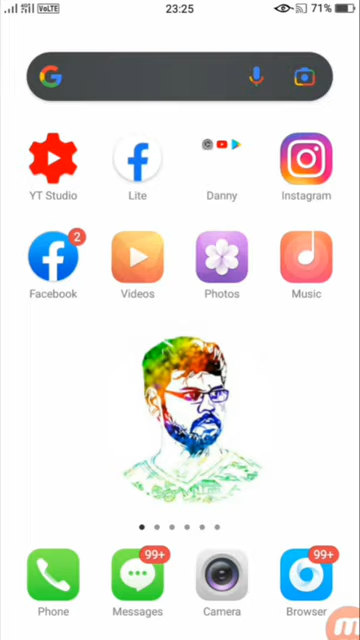 4G VoLTE 23:25 71%
YT Studio Lite Danny Instagram
2
Facebook Videos Photos Music
99+ 99+
Phone Messages Camera Browser